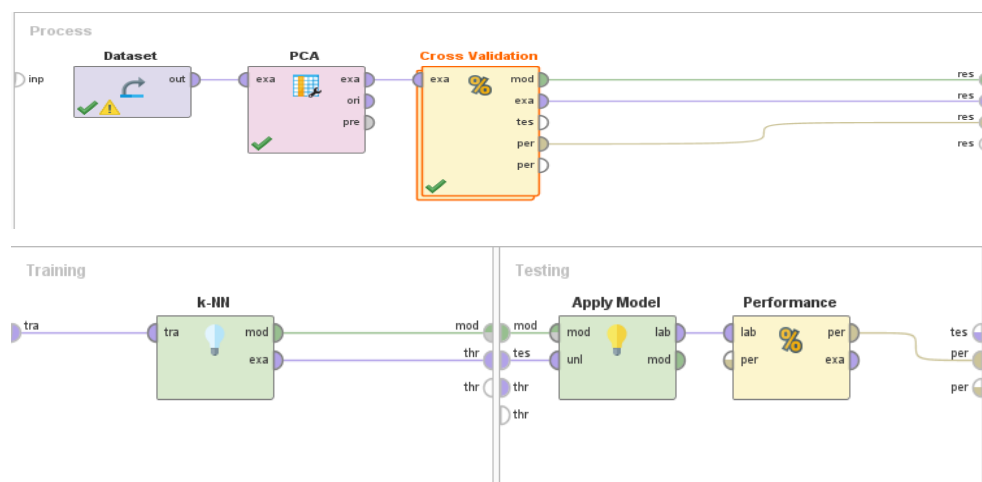 Process
Dataset PCA Cross Validation
inp out exa exa exa mod res
ori exa res
pre tes res
per res
per
Training Testing
k-NN Apply Model Performance
tra tra mod mod mod mod lab lab per tes
exa thr tes unl mod per exa per
thr thr per
thr